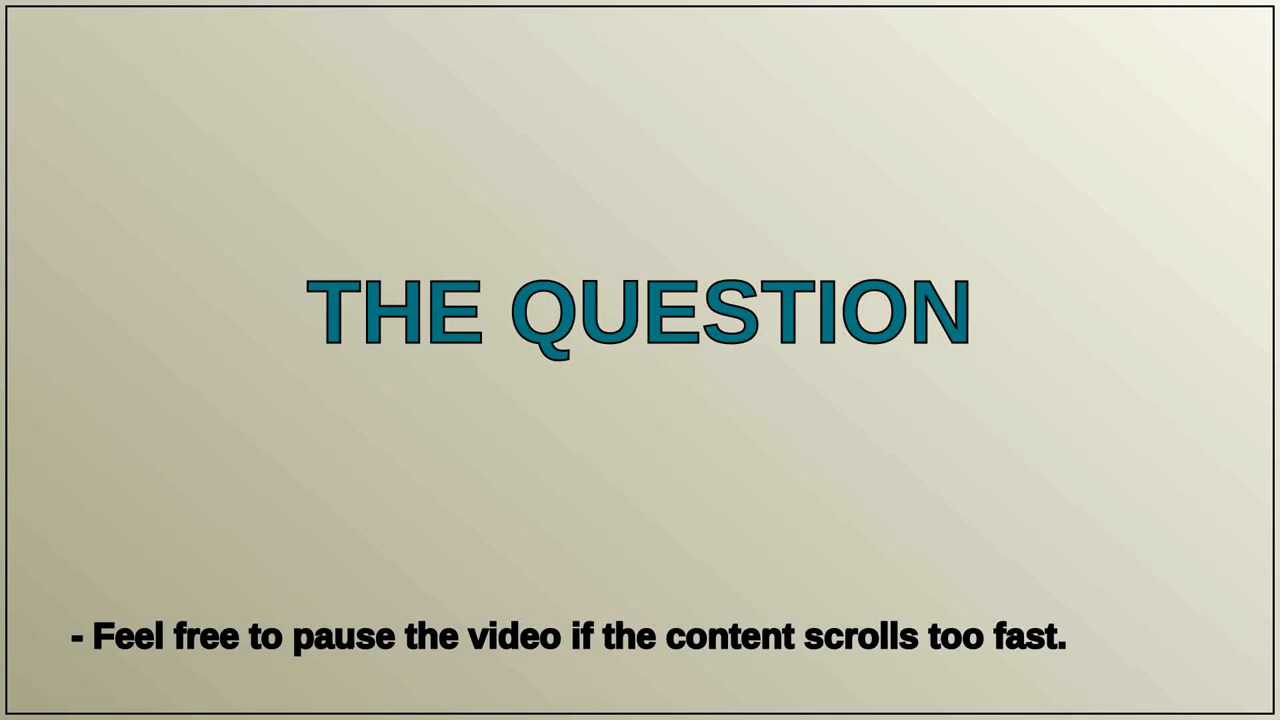 THE QUESTION
- Feel free to pause the video if the content scrolls too fast.